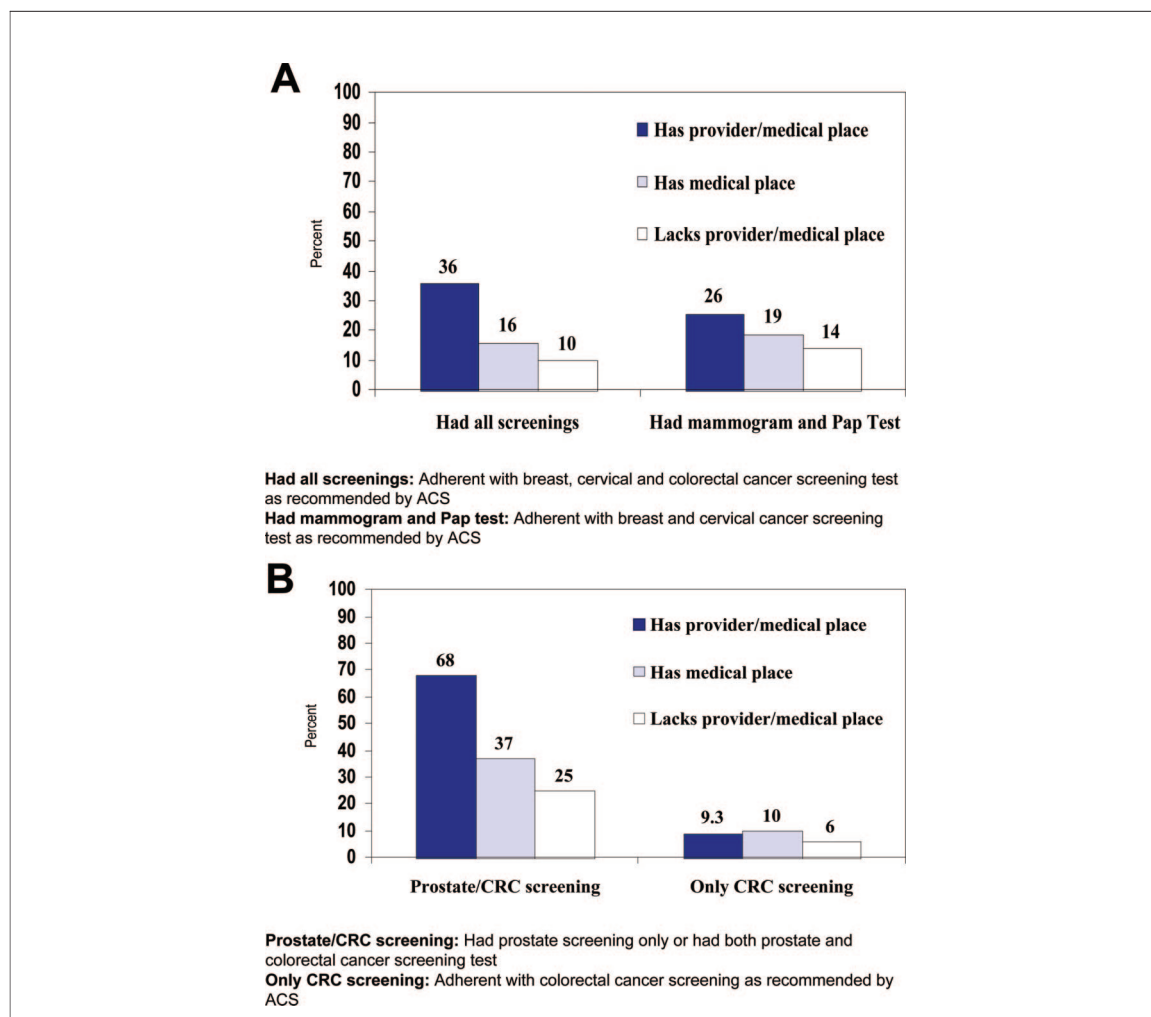 A
100
90
80
70
60
50
40
30
20
10
0
Percent
Has provider/medical place
Has medical place
Lacks provider/medical place
36
16
10
26
19
14
Had all screenings
Had mammogram and Pap Test
Had all screenings: Adherent with breast, cervical and colorectal cancer screening test
as recommended by ACS
Had mammogram and Pap test: Adherent with breast and cervical cancer screening
test as recommended by ACS
B
100
90
80
70
60
50
40
30
20
10
0
Percent
Has provider/medical place
Has medical place
Lacks provider/medical place
68
37
25
9.3
10
6
Prostate/CRC screening
Only CRC screening
Prostate/CRC screening: Had prostate screening only or had both prostate and
colorectal cancer screening test
Only CRC screening: Adherent with colorectal cancer screening as recommended by
ACS